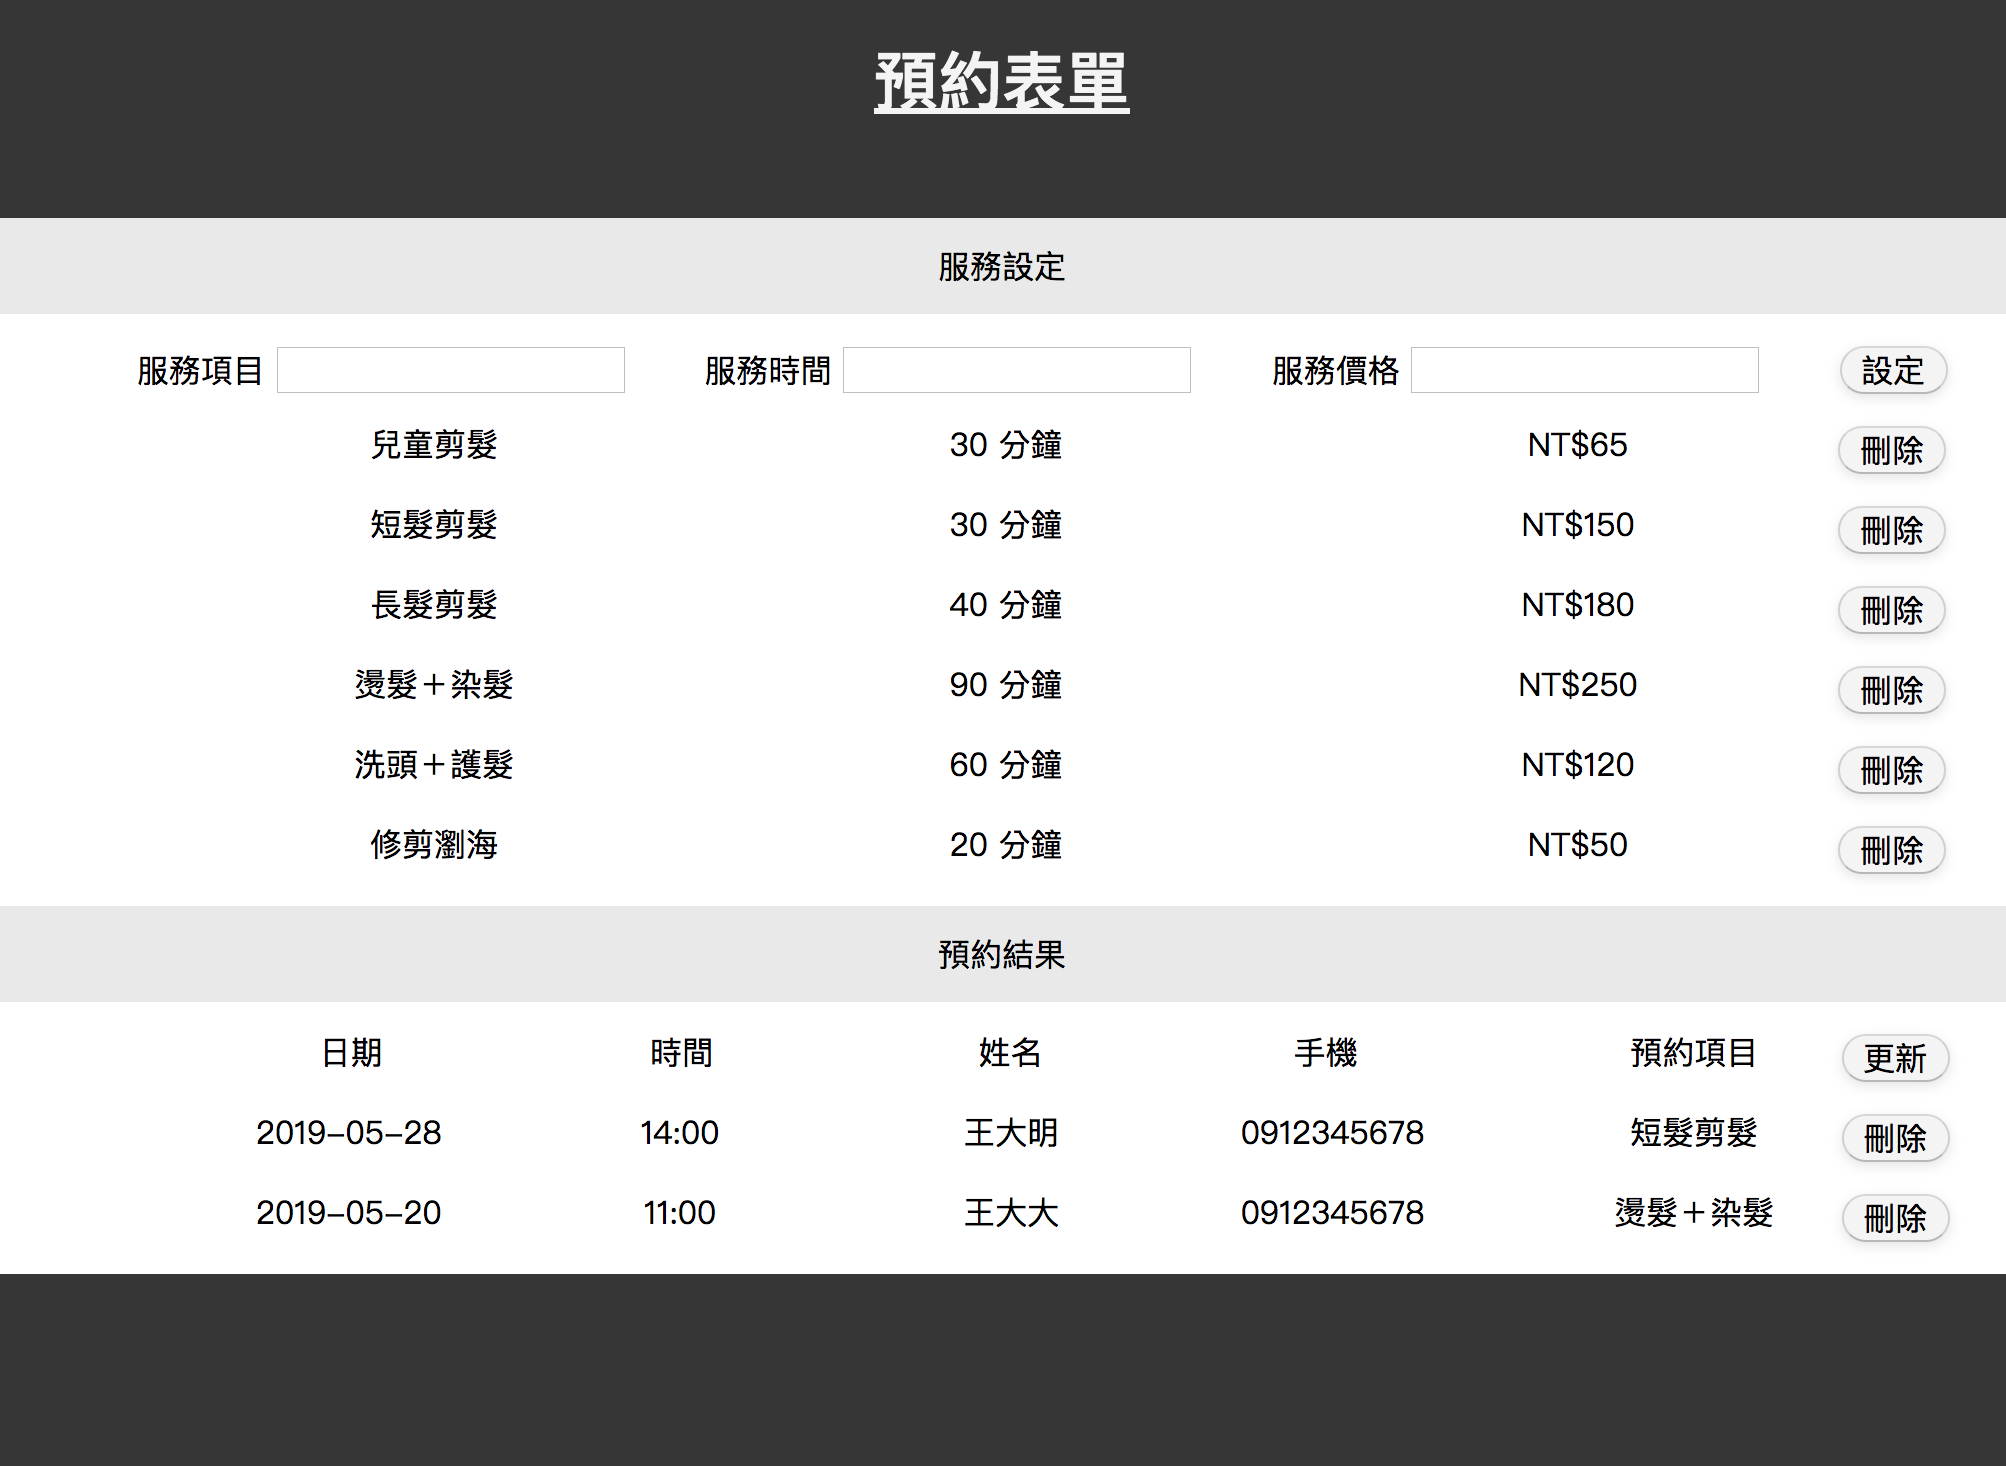 預約表單
服務設定
服務項目 服務時間 服務價格 設定
兒童剪髮 30 分鐘 NT$65 刪除
短髮剪髮 30 分鐘 NT$150 刪除
長髮剪髮 40 分鐘 NT$180 刪除
燙髮＋染髮 90 分鐘 NT$250 刪除
洗頭＋護髮 60 分鐘 NT$120 刪除
修剪瀏海 20 分鐘 NT$50 刪除
預約結果
日期 時間 姓名 手機 預約項目 更新
2019-05-28 14:00 王大明 0912345678 短髮剪髮 刪除
2019-05-20 11:00 王大大 0912345678 燙髮＋染髮 刪除